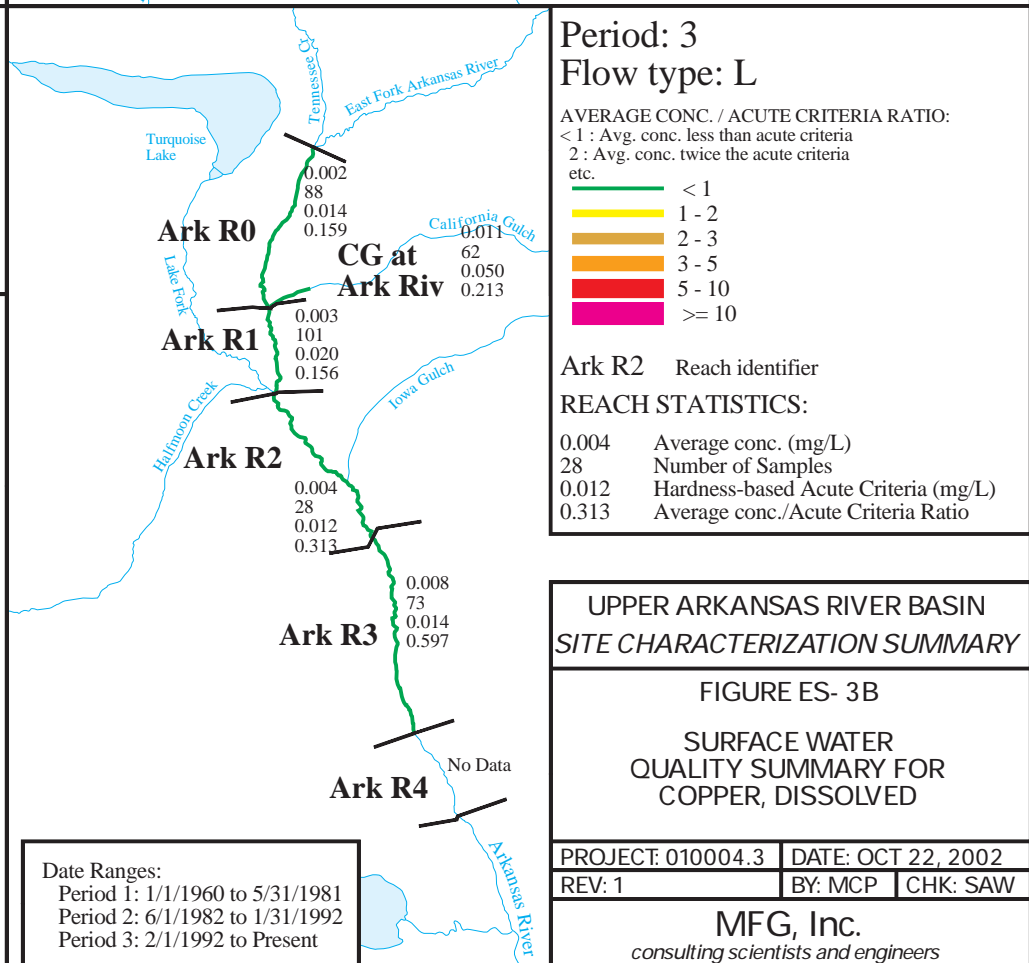 Period: 3
Flow type: L
AVERAGE CONC. / ACUTE CRITERIA RATIO:
< 1 : Avg. conc. less than acute criteria
2 : Avg. conc. twice the acute criteria
etc.
< 1
1 - 2
2 - 3
3 - 5
5 - 10
>= 10
Ark R2 Reach identifier
REACH STATISTICS:
0.004 Average conc. (mg/L)
28 Number of Samples
0.012 Hardness-based Acute Criteria (mg/L)
0.313 Average conc./Acute Criteria Ratio
Tennessee Cr.
East Fork Arkansas River
Turquoise
Lake
0.002
88
0.014
0.159
Ark R0
California Gulch
CG at
Ark Riv
0.011
62
0.050
0.213
Lake Fork
Ark R1
0.003
101
0.020
0.156
Iowa Gulch
Halfmoon Creek
Ark R2
0.004
28
0.012
0.313
Ark R3
0.008
73
0.014
0.597
No Data
Ark R4
Arkansas River
Date Ranges:
Period 1: 1/1/1960 to 5/31/1981
Period 2: 6/1/1982 to 1/31/1992
Period 3: 2/1/1992 to Present
UPPER ARKANSAS RIVER BASIN
SITE CHARACTERIZATION SUMMARY
FIGURE ES- 3B
SURFACE WATER
QUALITY SUMMARY FOR
COPPER, DISSOLVED
PROJECT: 010004.3 DATE: OCT 22, 2002
REV: 1 BY: MCP CHK: SAW
MFG, Inc.
consulting scientists and engineers